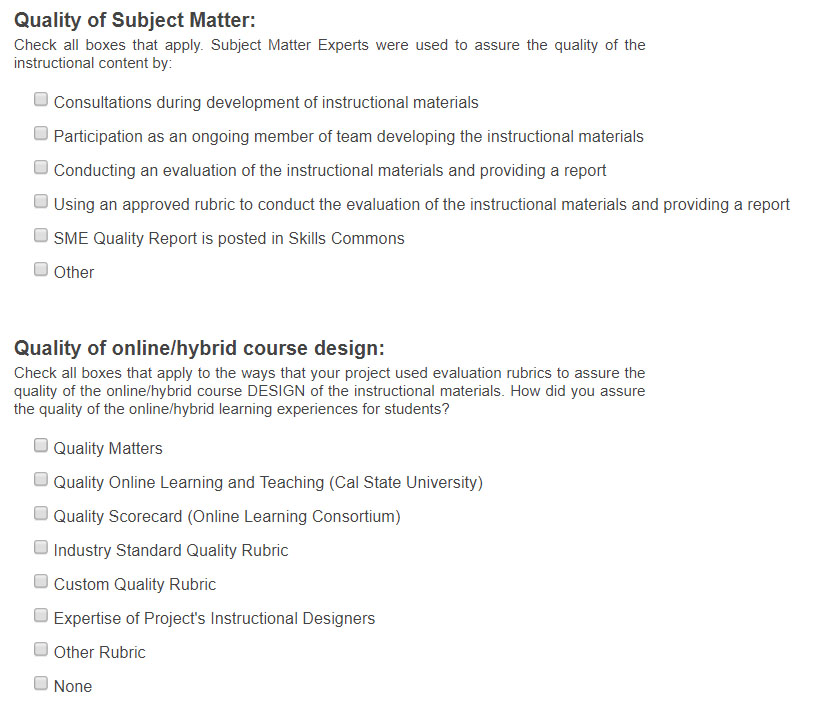 Quality of Subject Matter:
Check all boxes that apply. Subject Matter Experts were used to assure the quality of the
instructional content by:
Consultations during development of instructional materials
Participation as an ongoing member of team developing the instructional materials
Conducting an evaluation of the instructional materials and providing a report
Using an approved rubric to conduct the evaluation of the instructional materials and providing a report
SME Quality Report is posted in Skills Commons
Other
Quality of online/hybrid course design:
Check all boxes that apply to the ways that your project used evaluation rubrics to assure the
quality of the online/hybrid course DESIGN of the instructional materials. How did you assure
the quality of the online/hybrid learning experiences for students?
Quality Matters
Quality Online Learning and Teaching (Cal State University)
Quality Scorecard (Online Learning Consortium)
Industry Standard Quality Rubric
Custom Quality Rubric
Expertise of Project's Instructional Designers
Other Rubric
None